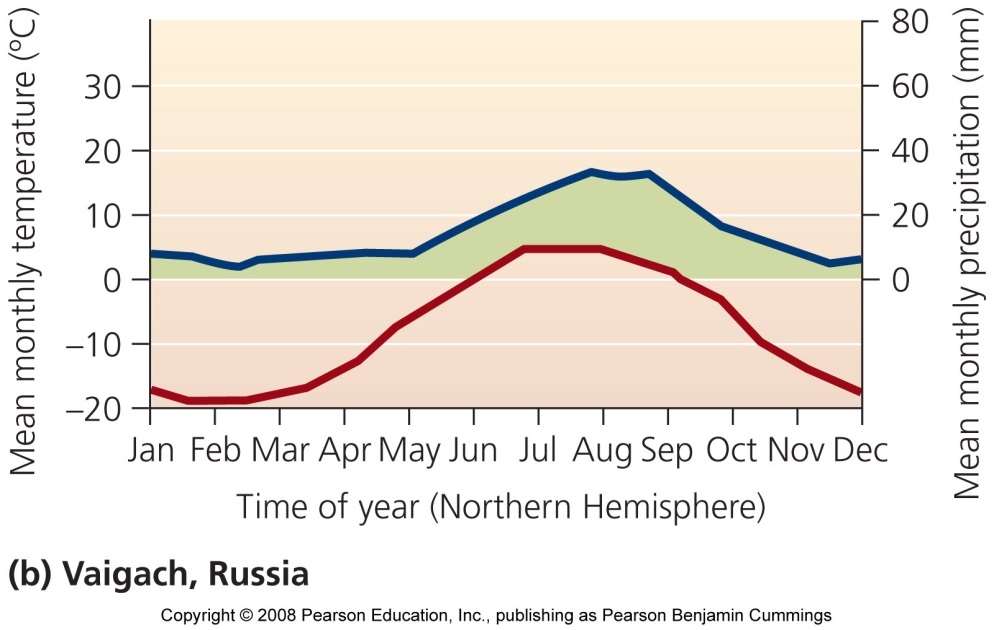 Mean monthly temperature (ºC)
30
20
10
0
–10
–20
80
60
40
20
0
Mean monthly precipitation (mm)
Jan Feb Mar Apr May Jun Jul Aug Sep Oct Nov Dec
Time of year (Northern Hemisphere)
(b) Vaigach, Russia
Copyright © 2008 Pearson Education, Inc., publishing as Pearson Benjamin Cummings